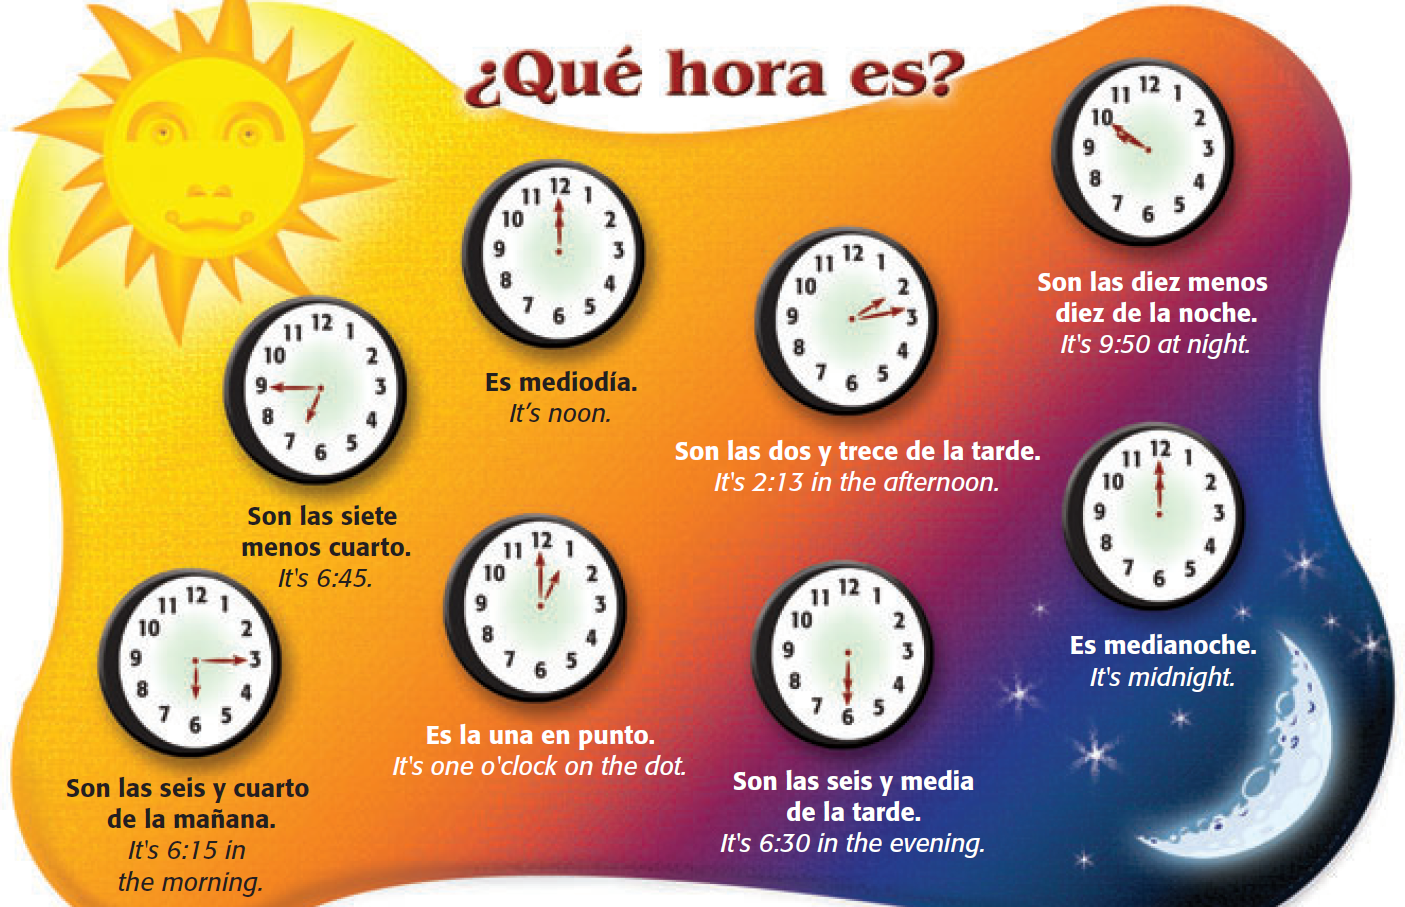 ¿Qué hora es?
12 1 2 3 4 5 6 7 8 9 10 11
Son las seis y cuarto
de la mañana.
It's 6:15 in
the morning.
12 1 2 3 4 5 6 7 8 9 10 11
Son las siete
menos cuarto.
It's 6:45.
12 1 2 3 4 5 6 7 8 9 10 11
Es mediodía.
It's noon.
12 1 2 3 4 5 6 7 8 9 10 11
Es la una en punto.
It's one o'clock on the dot.
12 1 2 3 4 5 6 7 8 9 10 11
Son las dos y trece de la tarde.
It's 2:13 in the afternoon.
12 1 2 3 4 5 6 7 8 9 10 11
Son las seis y media
de la tarde.
It's 6:30 in the evening.
12 1 2 3 4 5 6 7 8 9 10 11
Son las diez menos
diez de la noche.
It's 9:50 at night.
12 1 2 3 4 5 6 7 8 9 10 11
Es medianoche.
It's midnight.